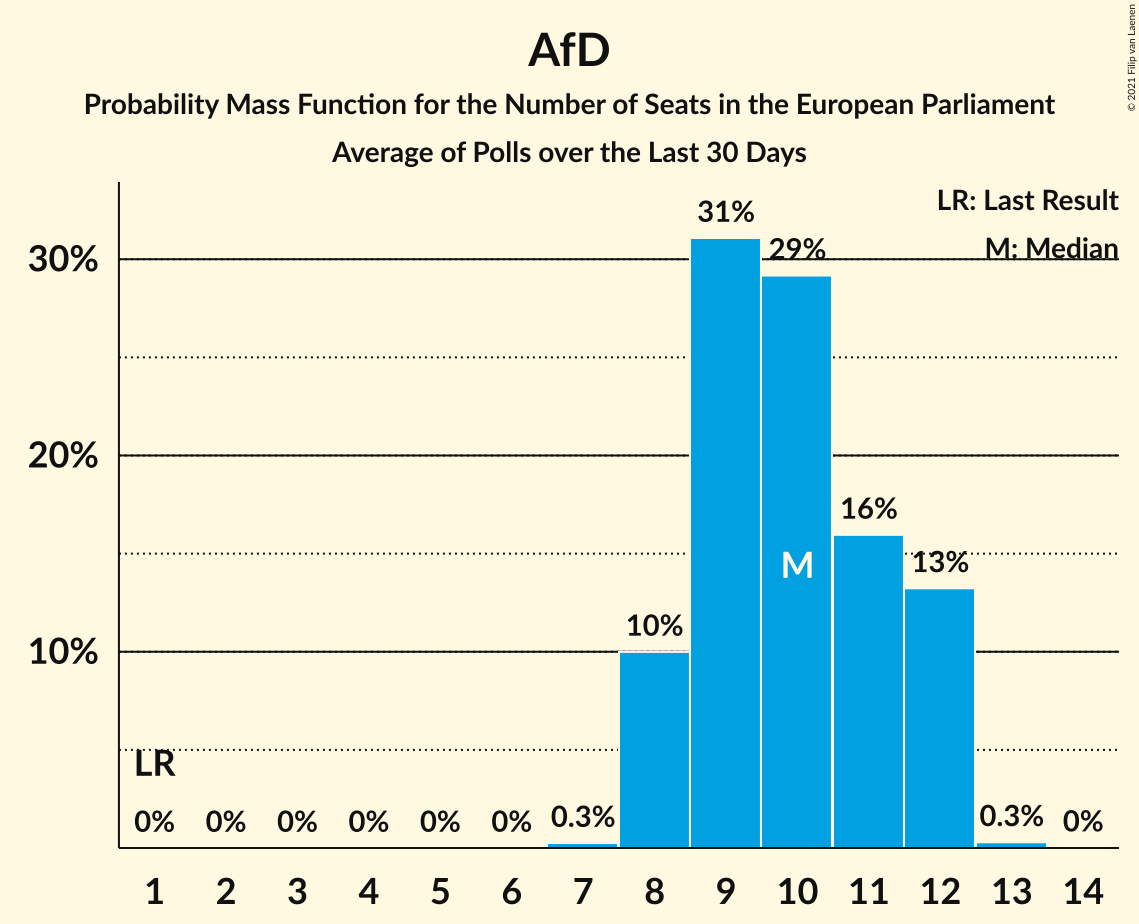 AfD
Probability Mass Function for the Number of Seats in the European Parliament
Average of Polls over the Last 30 Days
© 2021 Filip van Laenen
LR: Last Result
M: Median
30%
20%
10%
31%
29%
16%
13%
10%
M
LR
0% 0% 0% 0% 0% 0% 0.3% 0.3% 0%
1 2 3 4 5 6 7 8 9 10 11 12 13 14